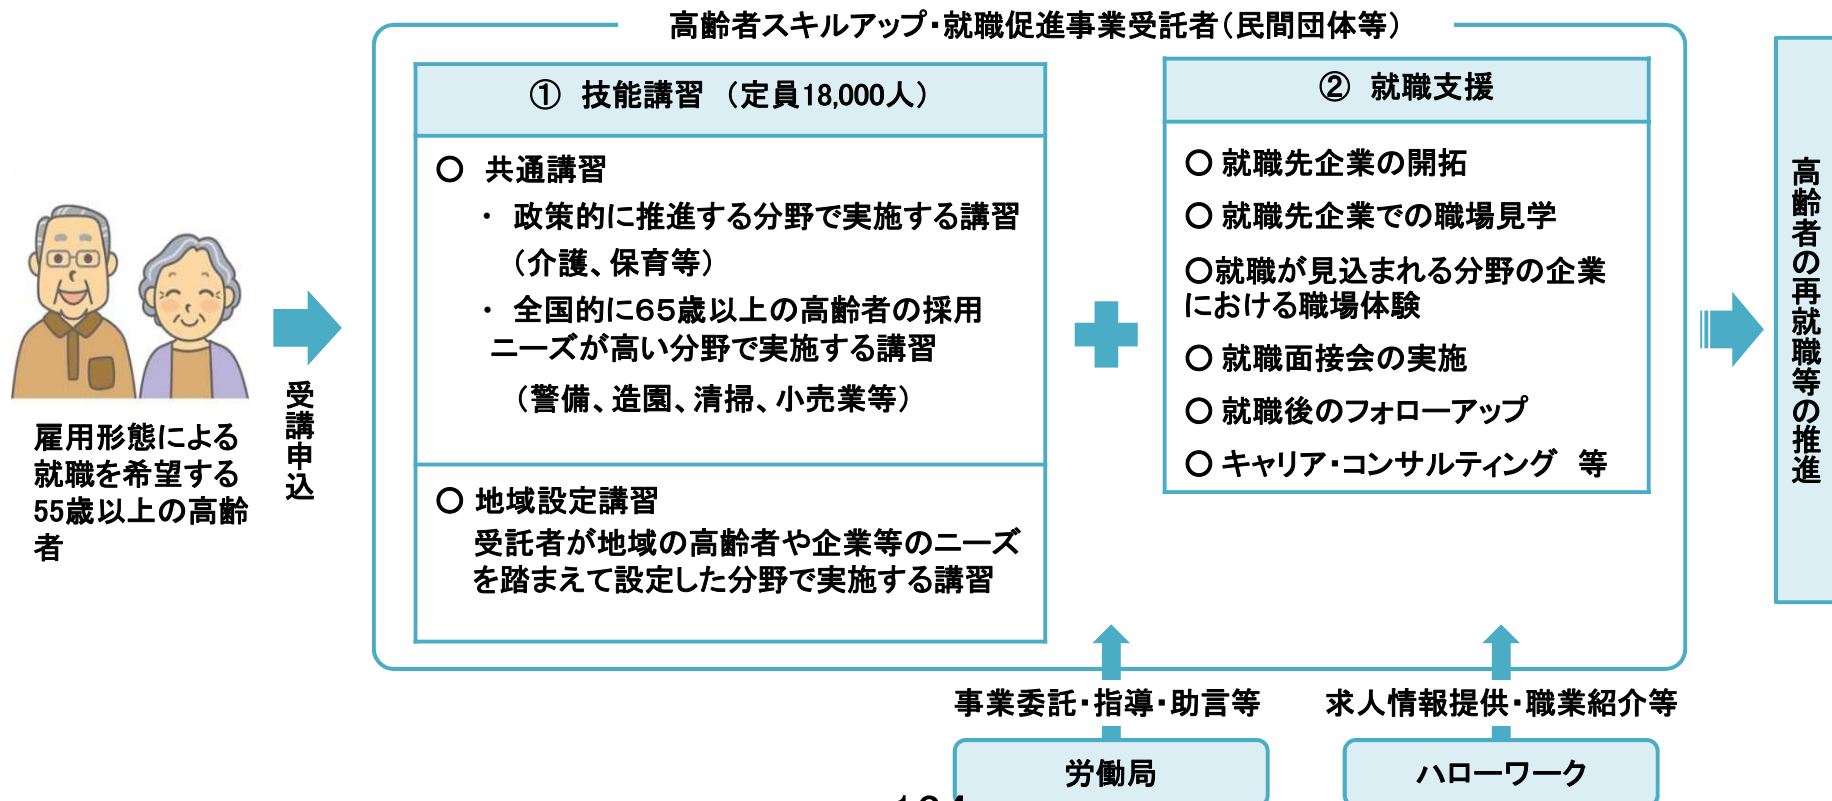 高齢者スキルアップ・就職促進事業受託者（民間団体等）
① 技能講習 （定員18,000人）
〇 共通講習
・ 政策的に推進する分野で実施する講習
（介護、保育等）
・ 全国的に６５歳以上の高齢者の採用
ニーズが高い分野で実施する講習
（警備、造園、清掃、小売業等）
〇 地域設定講習
受託者が地域の高齢者や企業等のニーズ
を踏まえて設定した分野で実施する講習
② 就職支援
〇 就職先企業の開拓
〇 就職先企業での職場見学
〇就職が見込まれる分野の企業
における職場体験
〇 就職面接会の実施
〇 就職後のフォローアップ
〇 キャリア・コンサルティング 等
雇用形態による
就職を希望する
55歳以上の高齢
者
受講申込
高齢者の再就職等の推進
事業委託・指導・助言等
求人情報提供・職業紹介等
労働局
ハローワーク